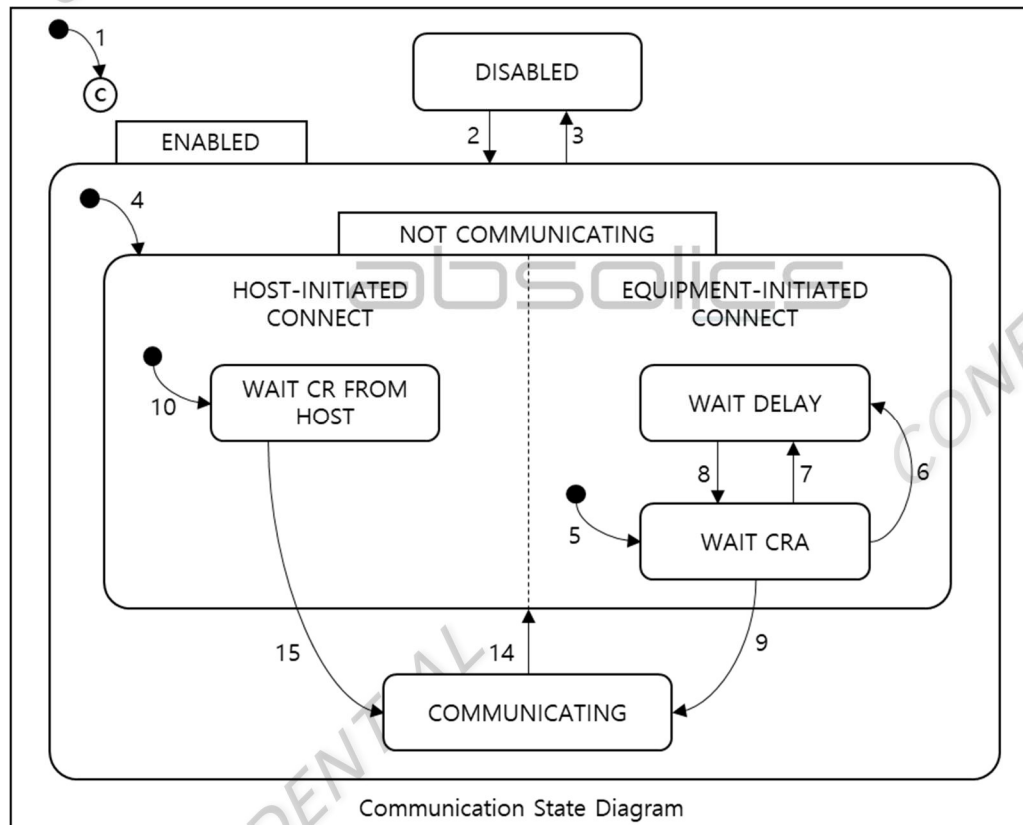 1
C
DISABLED
2
3
ENABLED
4
NOT COMMUNICATING
absolics
HOST-INITIATED
CONNECT
EQUIPMENT-INITIATED
CONNECT
10
WAIT CR FROM
HOST
WAIT DELAY
8
7
6
5
WAIT CRA
15
14
9
COMMUNICATING
Communication State Diagram